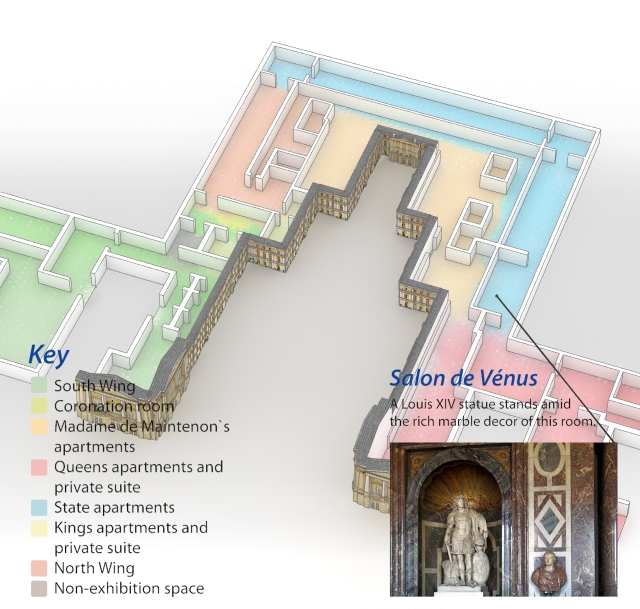 Key
South Wing
Coronation room
Madame de Maintenon`s
apartments
Queens apartments and
private suite
State apartments
Kings apartments and
private suite
North Wing
Non-exhibition space
Salon de Vénus
A Louis XIV statue stands amid
the rich marble decor of this room.